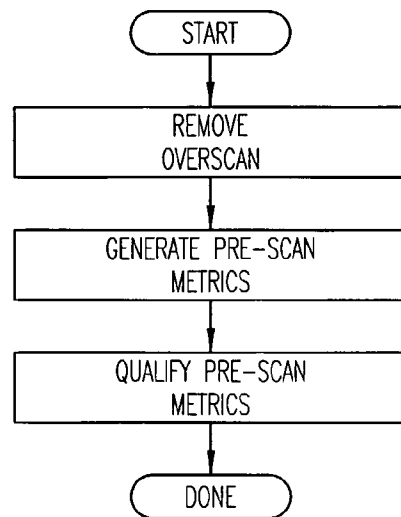 START
REMOVE
OVERSCAN
GENERATE PRE-SCAN
METRICS
QUALIFY PRE-SCAN
METRICS
DONE